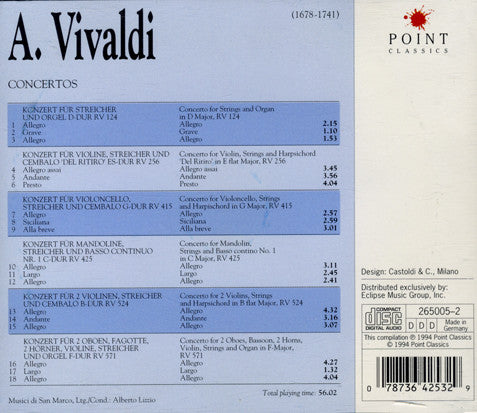 A. Vivaldi
(1678-1741)
POINT
CLASSICS
CONCERTOS
KONZERT FÜR STREICHER Concerto for Strings and Organ
UND ORGEL D-DUR RV 124 in D Major, RV 124
1 Allegro Allegro 2.15
2 Grave Grave 1.10
3 Allegro Allegro 1.53
KONZERT FÜR VIOLINE, STREICHER UND Concerto for Violin, Strings and Harpsichord
CEMBALO 'DEL RITIRO' ES-DUR RV 256 'Del Ritiro', in E flat Major, RV 256
4 Allegro assai Allegro assai 3.45
5 Andante Andante 3.56
6 Presto Presto 4.04
KONZERT FÜR VIOLONCELLO, Concerto for Violoncello, Strings
STREICHER UND CEMBALO G-DUR RV 415 and Harpsichord in G Major, RV 415
7 Allegro Allegro 2.57
8 Siciliana Siciliana 2.59
9 Alla breve Alla breve 3.01
KONZERT FÜR MANDOLINE, Concerto for Mandolin,
STREICHER UND BASSO CONTINUO Strings and Basso contino No. 1
NR. 1 C-DUR RV 425 in C Major, RV 425
10 Allegro Allegro 3.11
11 Largo Largo 2.45
12 Allegro Allegro 2.41
KONZERT FÜR 2 VIOLINEN, STREICHER Concerto for 2 Violins, Strings
UND CEMBALO B-DUR RV 524 and Harpsichord in B flat Major, RV 524
13 Allegro Allegro 4.32
14 Andante Andante 3.16
15 Allegro Allegro 3.07
KONZERT FÜR 2 OBOEN, FAGOTTE, Concerto for 2 Oboes, Bassoon, 2 Horns,
2 HÖRNER, VIOLINE, STREICHER Violin, Strings and Organ in F-Major,
UND ORGEL F-DUR RV 571 RV 571
16 Allegro Allegro 4.27
17 Largo Largo 1.32
18 Allegro Allegro 4.04
Musici di San Marco, Ltg./Cond.: Alberto Lizzio
Total playing time: 56.02
Design: Castoldi & C., Milano
Distributed exclusively by:
Eclipse Music Group, Inc.
COMPACT
disc
DIGITAL AUDIO
265005-2
DDD
Made in
Germany
This compilation ℗ 1994 Point Classics
© 1994 Point Classics
0 78736 42532 9